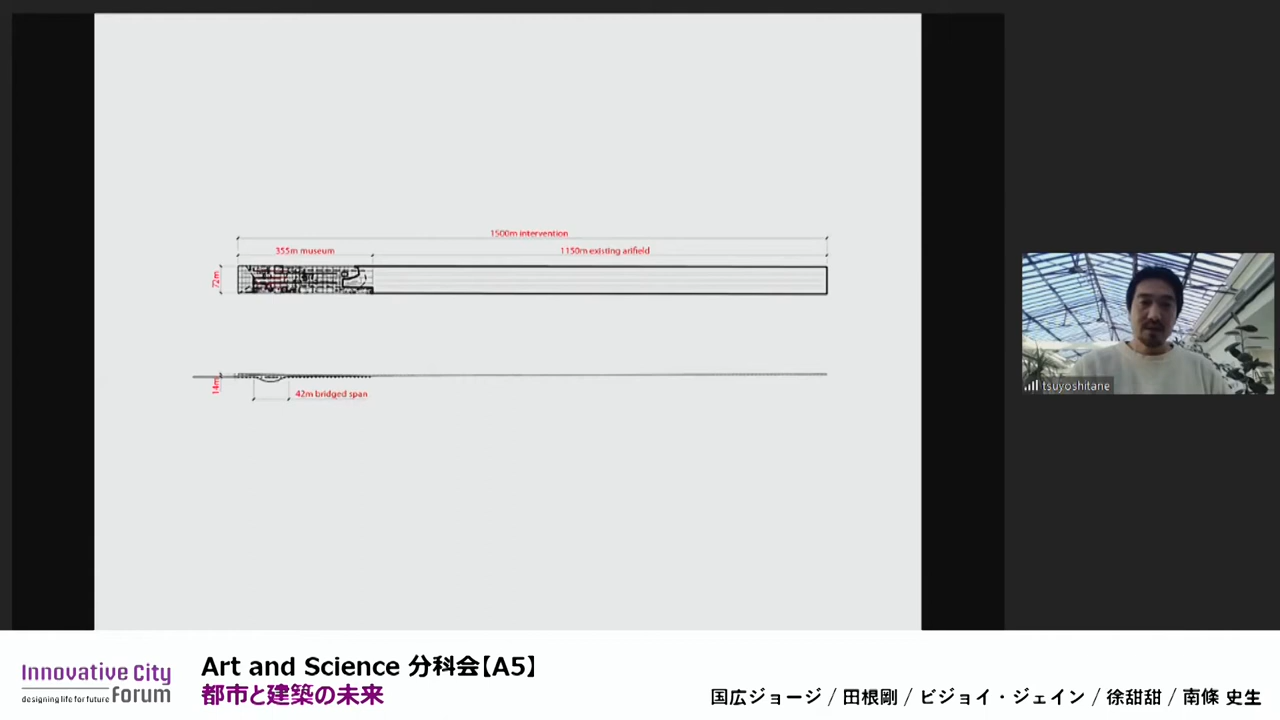 1500m intervention
355m museum
1150m existing arifield
72m
14m
42m bridged span
tsuyoshitane
Innovative City
designing life for future Forum
Art and Science 分科会【A5】
都市と建築の未来
国広ジョージ / 田根剛 / ビジョイ・ジェイン / 徐甜甜 / 南條 史生